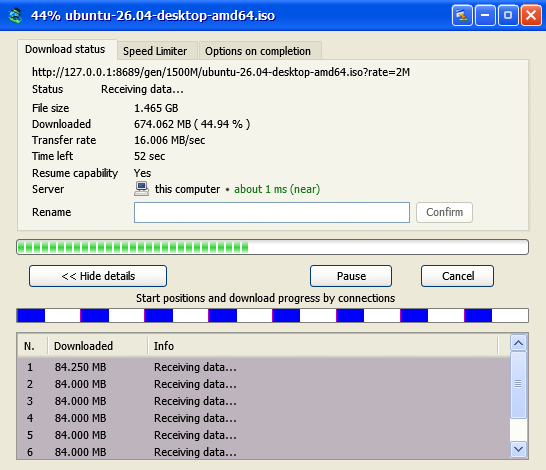 44% ubuntu-26.04-desktop-amd64.iso
Download status Speed Limiter Options on completion
http://127.0.0.1:8689/gen/1500M/ubuntu-26.04-desktop-amd64.iso?rate=2M
Status Receiving data...
File size 1.465 GB
Downloaded 674.062 MB ( 44.94 % )
Transfer rate 16.006 MB/sec
Time left 52 sec
Resume capability Yes
Server this computer • about 1 ms (near)
Rename Confirm
<< Hide details Pause Cancel
Start positions and download progress by connections
N. Downloaded Info
1 84.250 MB Receiving data...
2 84.000 MB Receiving data...
3 84.000 MB Receiving data...
4 84.000 MB Receiving data...
5 84.000 MB Receiving data...
6 84.000 MB Receiving data...